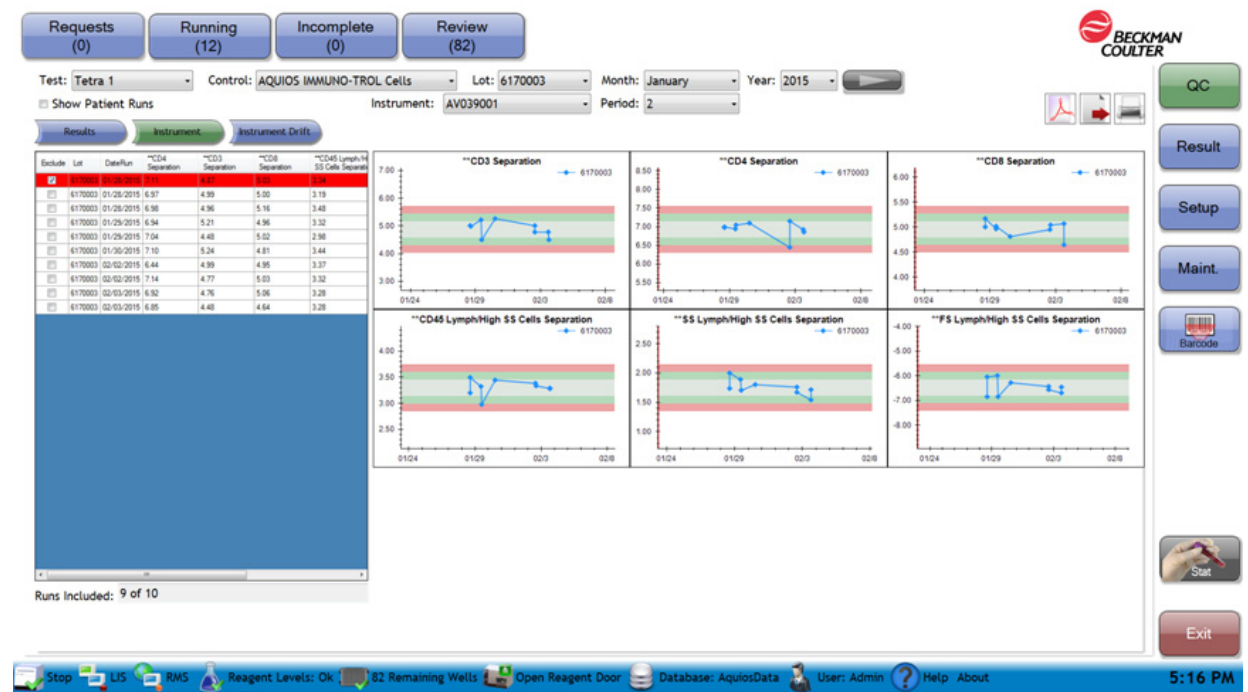 Requests Running Incomplete Review
(0) (12) (0) (82)
BECKMAN
COULTER
Test: Tetra 1 Control: AQUIOS IMMUNO-TROL Cells Lot: 6170003 Month: January Year: 2015
Show Patient Runs Instrument: AV039001 Period: 2
Results Instrument Instrument Drift
QC
Result
Setup
Maint.
Barcode
Stat
Exit
Exclude Lot DateRun **CD4 Separation **CD3 Separation **CD8 Separation **CD45 Lymph/H SS Cells Separati
6170003 01/28/2015 6.97 4.99 5.00 3.19
6170003 01/28/2015 6.98 4.96 5.16 3.48
6170003 01/29/2015 6.94 5.21 4.96 3.32
6170003 01/29/2015 7.04 4.48 5.02 2.98
6170003 01/30/2015 7.10 5.24 4.81 3.44
6170003 02/02/2015 6.44 4.99 4.95 3.37
6170003 02/02/2015 7.14 4.77 5.03 3.32
6170003 02/03/2015 6.92 4.76 5.06 3.28
6170003 02/03/2015 6.85 4.48 4.64 3.28
Runs Included: 9 of 10
**CD3 Separation
6170003
7.00
6.00
5.00
4.00
3.00
01/24 01/29 02/3 02/8
**CD4 Separation
6170003
8.50
8.00
7.50
7.00
6.50
6.00
5.50
01/24 01/29 02/3 02/8
**CD8 Separation
6170003
6.00
5.50
5.00
4.50
4.00
01/24 01/29 02/3 02/8
**CD45 Lymph/High SS Cells Separation
6170003
4.00
3.50
3.00
2.50
01/24 01/29 02/3 02/8
**SS Lymph/High SS Cells Separation
6170003
2.50
2.00
1.50
1.00
01/24 01/29 02/3 02/8
**FS Lymph/High SS Cells Separation
6170003
-4.00
-5.00
-6.00
-7.00
-8.00
01/24 01/29 02/3 02/8
Stop LIS RMS Reagent Levels: Ok 82 Remaining Wells Open Reagent Door Database: AquiosData User: Admin Help About 5:16 PM